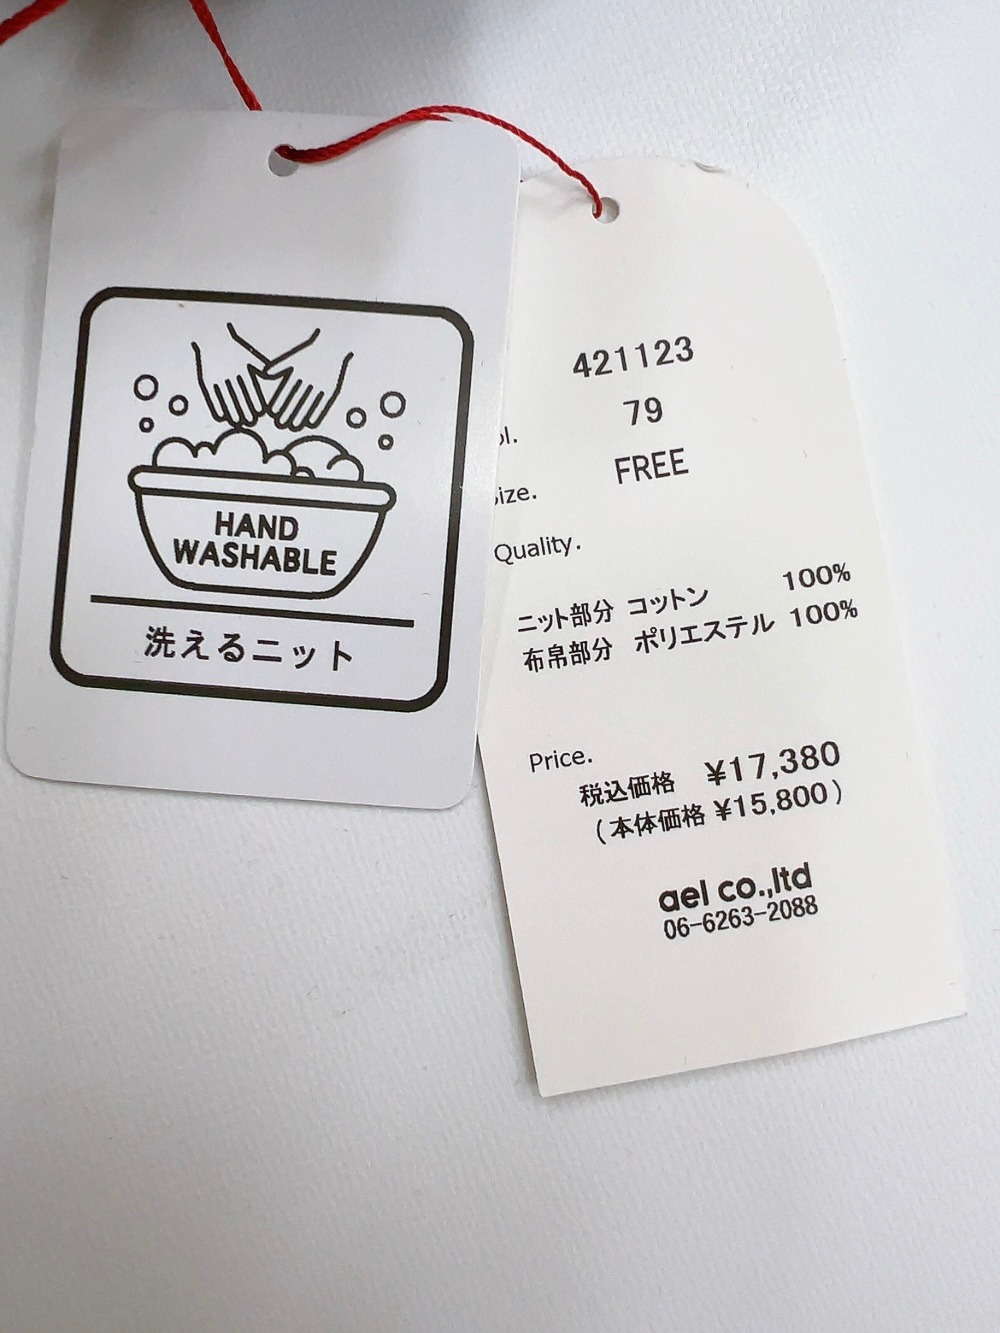 HAND
WASHABLE
洗えるニット
421123
79
FREE
Quality.
ニット部分 コットン 100%
布帛部分 ポリエステル 100%
Price.
税込価格 ¥17,380
(本体価格 ¥15,800)
ael co.,ltd
06-6263-2088